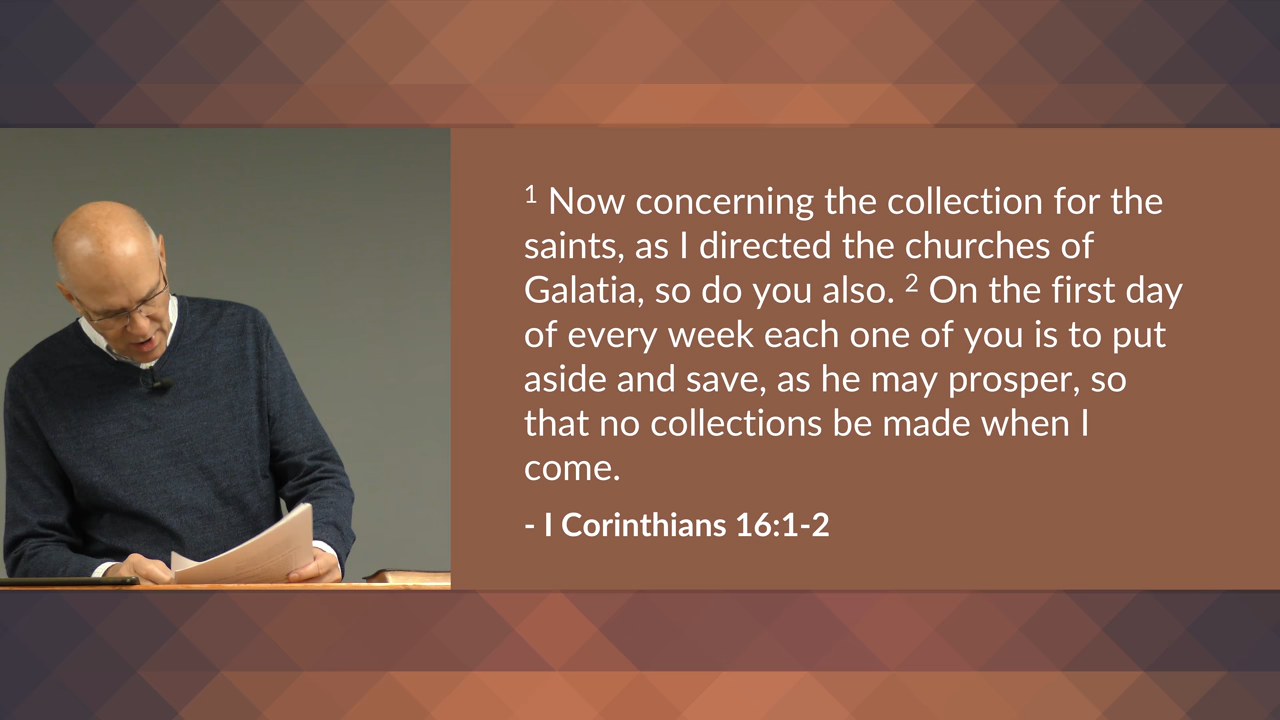 1 Now concerning the collection for the
saints, as I directed the churches of
Galatia, so do you also. 2 On the first day
of every week each one of you is to put
aside and save, as he may prosper, so
that no collections be made when I
come.
- I Corinthians 16:1-2